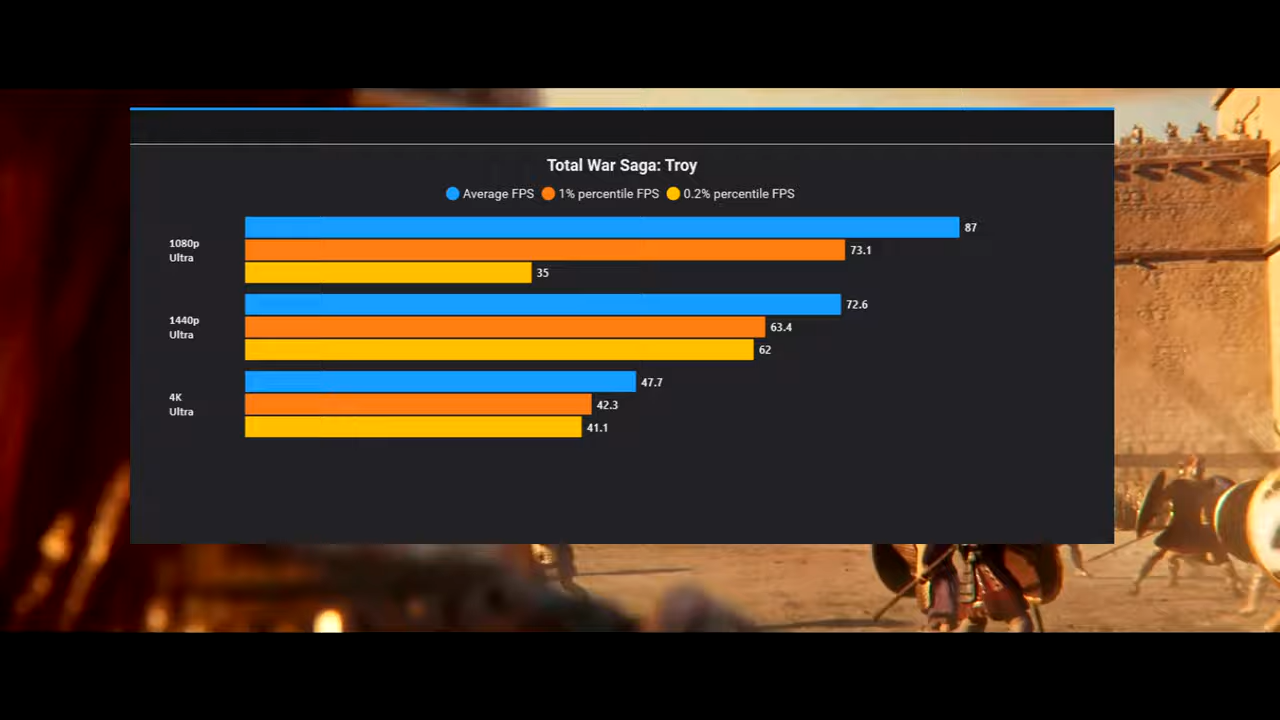 Total War Saga: Troy
Average FPS 1% percentile FPS 0.2% percentile FPS
1080p
Ultra
87
73.1
35
1440p
Ultra
72.6
63.4
62
4K
Ultra
47.7
42.3
41.1